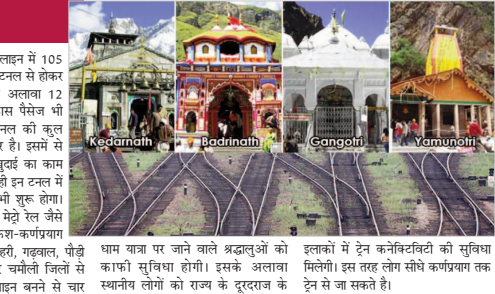 Kedarnath
Badrinath
Gangotri
Yamunotri
लाइन में 105
टनल से होकर
अलावा 12
पैसेज भी
नल की कुल
है। इसमें से
बुदाई का काम
ही इन टनल में
भी शुरू होगा।
मेट्रो रेल जैसे
श-कर्णप्रयाग
हरी, गढ़वाल, पौड़ी
चमौली जिलों से
इन बनने से चार
धाम यात्रा पर जाने वाले श्रद्धालुओं को
काफी सुविधा होगी। इसके अलावा
स्थानीय लोगों को राज्य के दूरदराज के
इलाकों में ट्रेन कनेक्टिविटी की सुविधा
मिलेगी। इस तरह लोग सीधे कर्णप्रयाग तक
ट्रेन से जा सकते है।